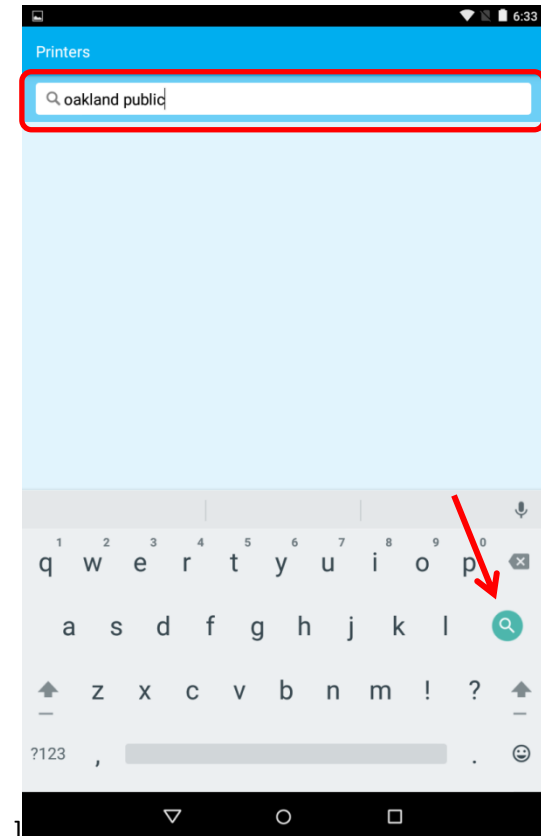 6:33
Printers
oakland public
1 2 3 4 5 6 7 8 9 0
q w e r t y u i o p
a s d f g h j k l
z x c v b n m ! ?
?123 , .